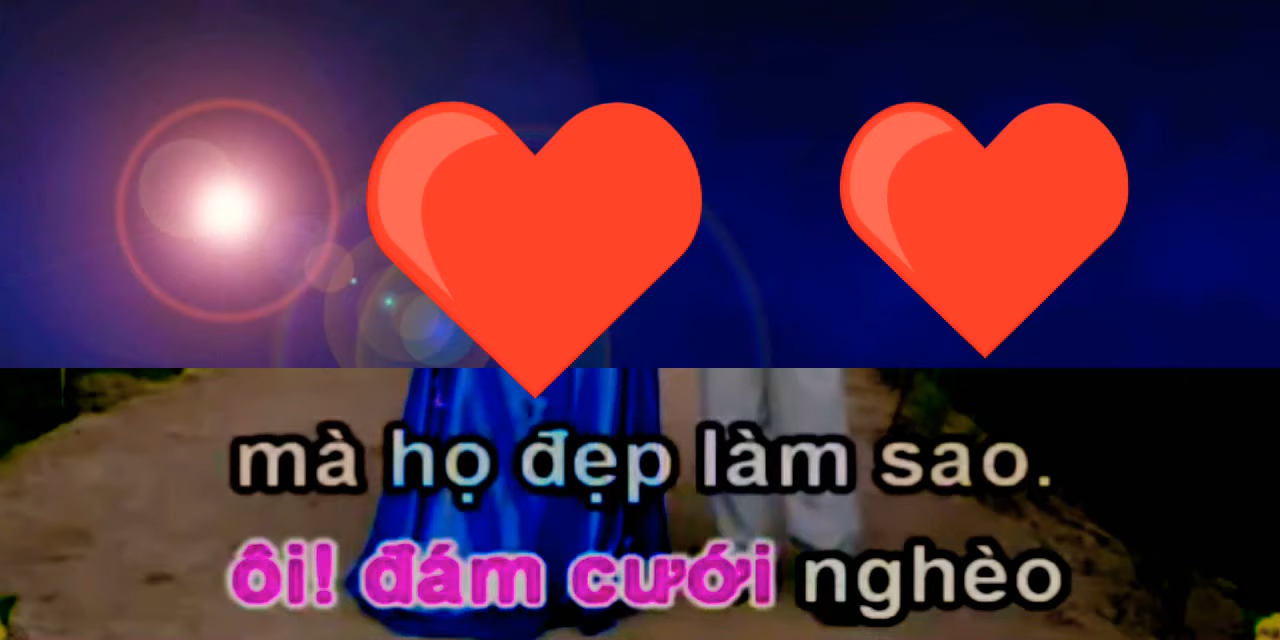 mà họ đẹp làm sao.
ôi! đám cưới nghèo